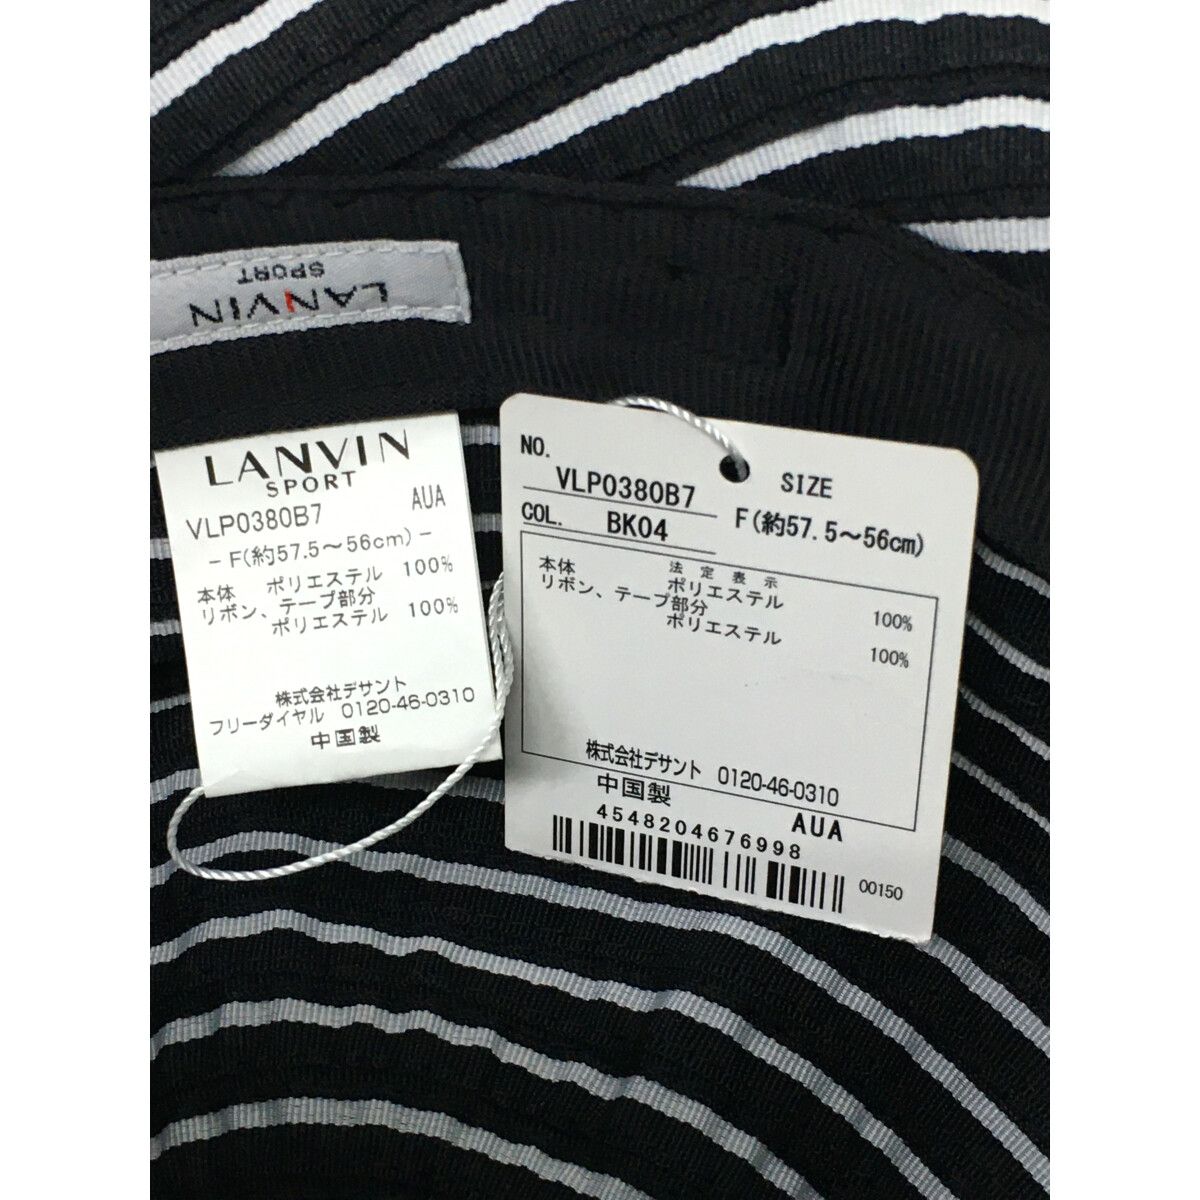 LANVIN
SPORT
LANVIN
SPORT
VLP0380B7 AUA
- F(約57.5～56cm) -
本体 ポリエステル 100%
リボン、テープ部分
ポリエステル 100%
株式会社デサント
フリーダイヤル 0120-46-0310
中国製
NO. VLP0380B7
SIZE
COL. BK04
F(約57.5～56cm)
法定表示
本体 ポリエステル 100%
リボン、テープ部分
ポリエステル 100%
株式会社デサント 0120-46-0310
中国製
AUA
4548204676998
00150